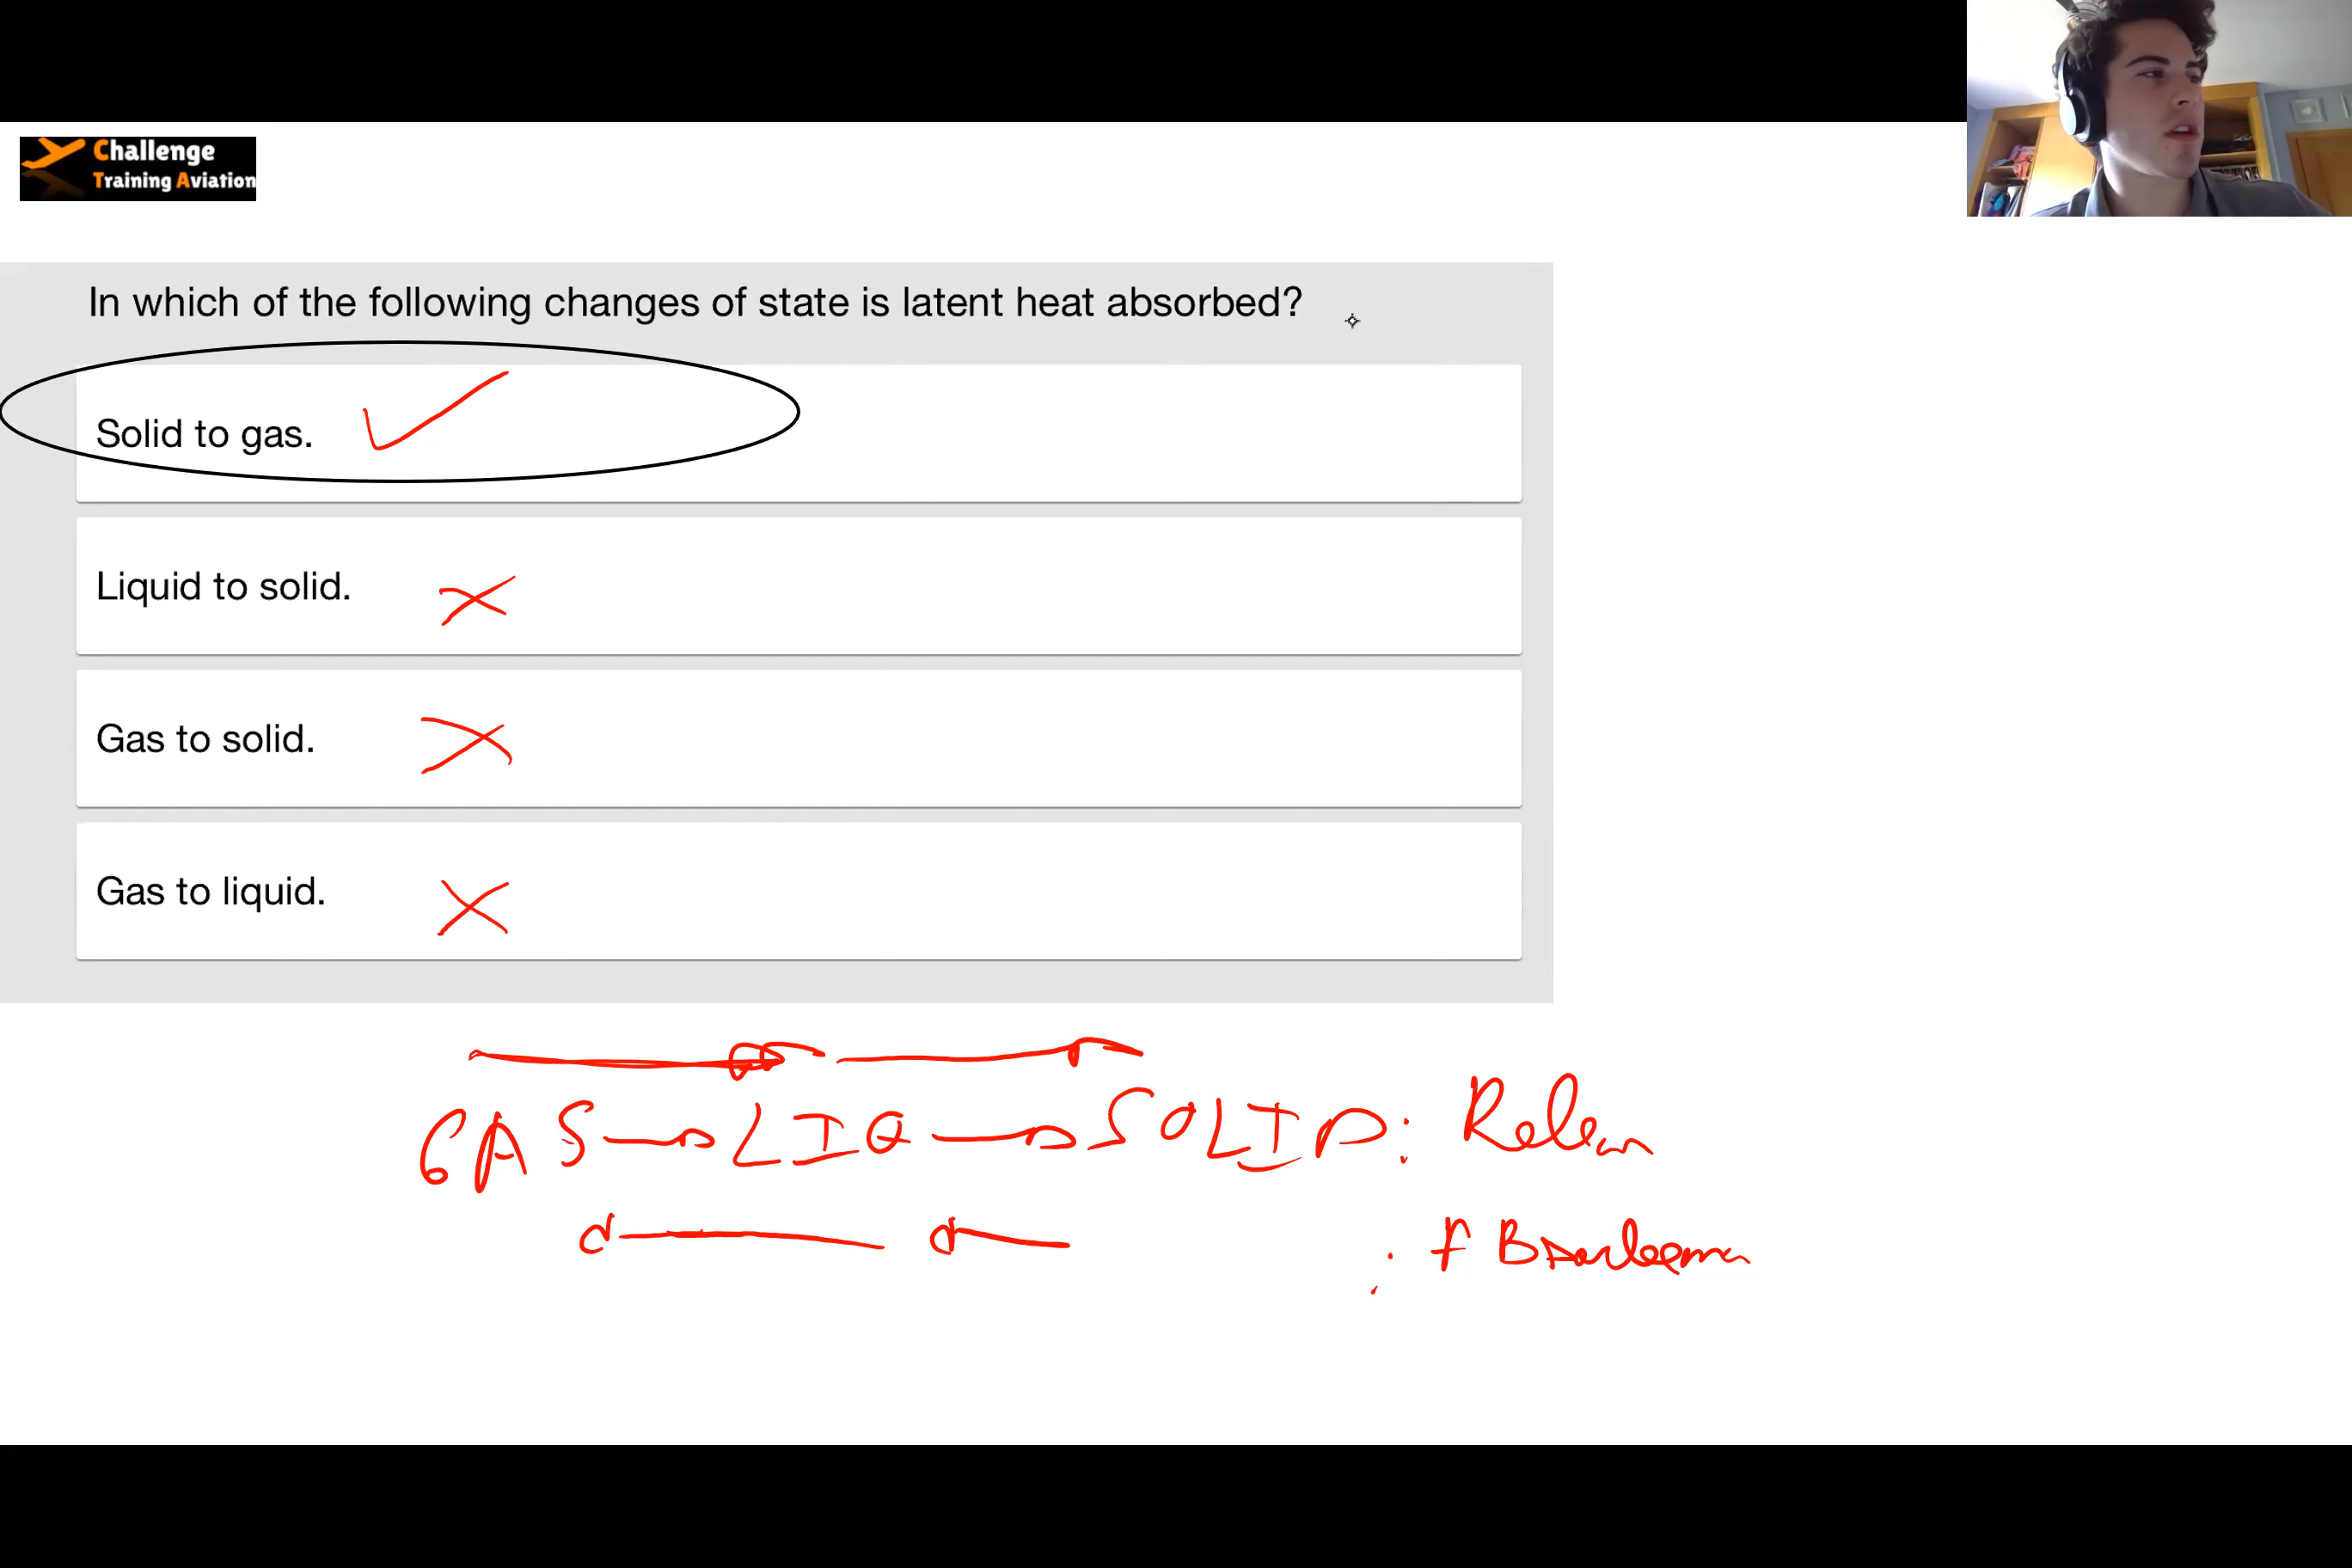 Challenge
Training Aviation
In which of the following changes of state is latent heat absorbed?
Solid to gas.
Liquid to solid.
Gas to solid.
Gas to liquid.
GAS → LIQ → SOLID :